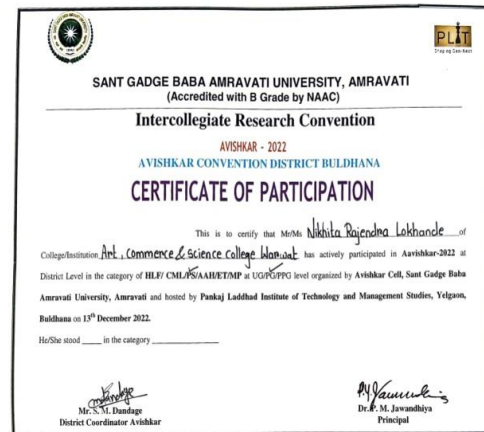 PLIT
SANT GADGE BABA AMRAVATI UNIVERSITY, AMRAVATI
(Accredited with B Grade by NAAC)
Intercollegiate Research Convention
AVISHKAR - 2022
AVISHKAR CONVENTION DISTRICT BULDHANA
CERTIFICATE OF PARTICIPATION
This is to certify that Mr/Ms Nikhita Rajendra Lokhande of
College/Institution Art, Commerce & Science College Warwat has actively participated in Aavishkar-2022 at
District Level in the category of HLF/ CML/PS/AAH/ET/MP at UG/PG/PPG level organized by Avishkar Cell, Sant Gadge Baba
Amravati University, Amravati and hosted by Pankaj Laddhad Institute of Technology and Management Studies, Yelgaon,
Buldhana on 13th December 2022.
He/She stood ____ in the category ____________
Mr. S. M. Dandage
District Coordinator Avishkar
Dr. P. M. Jawandhiya
Principal